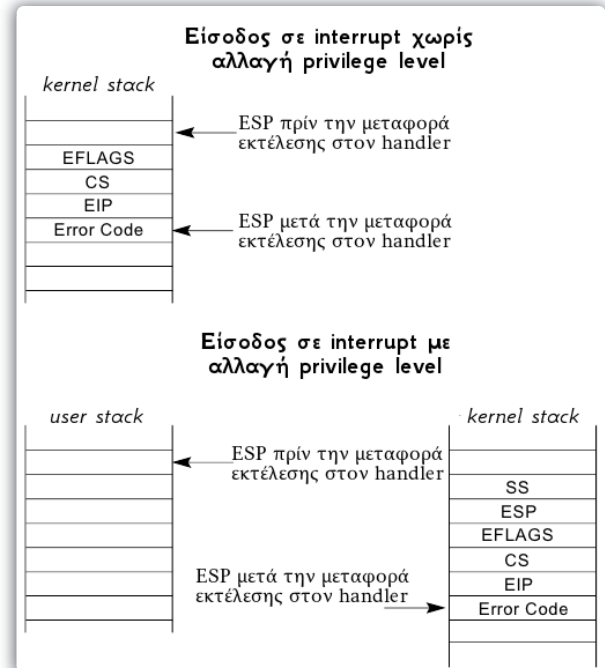 Είσοδος σε interrupt χωρίς
αλλαγή privilege level
kernel stack
ESP πρίν την μεταφορά
εκτέλεσης στον handler
EFLAGS
CS
EIP
Error Code
ESP μετά την μεταφορά
εκτέλεσης στον handler
Είσοδος σε interrupt με
αλλαγή privilege level
user stack
kernel stack
ESP πρίν την μεταφορά
εκτέλεσης στον handler
SS
ESP
EFLAGS
CS
EIP
Error Code
ESP μετά την μεταφορά
εκτέλεσης στον handler